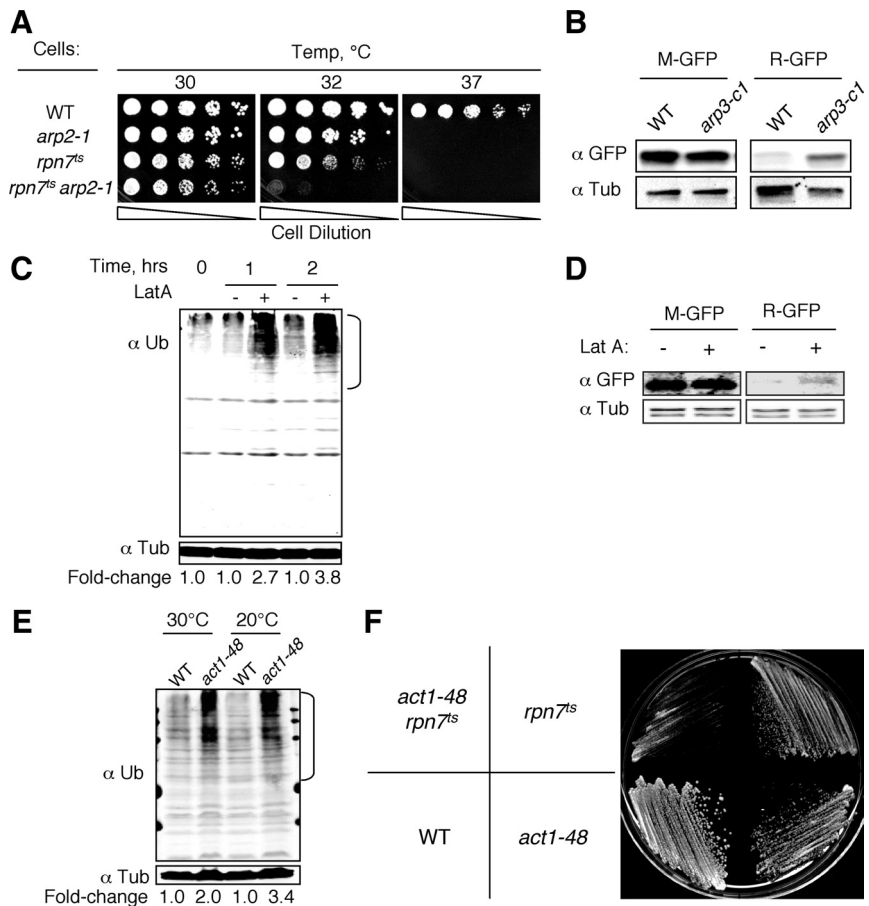 A
Cells:
Temp, °C
30 32 37
WT
arp2-1
rpn7ts
rpn7ts arp2-1
Cell Dilution
B
M-GFP R-GFP
WT arp3-c1 WT arp3-c1
α GFP
α Tub
C
Time, hrs 0 1 2
LatA - + - +
α Ub
α Tub
Fold-change 1.0 1.0 2.7 1.0 3.8
D
M-GFP R-GFP
Lat A: - + - +
α GFP
α Tub
E
30°C 20°C
WT act1-48 WT act1-48
α Ub
α Tub
Fold-change 1.0 2.0 1.0 3.4
F
act1-48
rpn7ts
rpn7ts
WT
act1-48